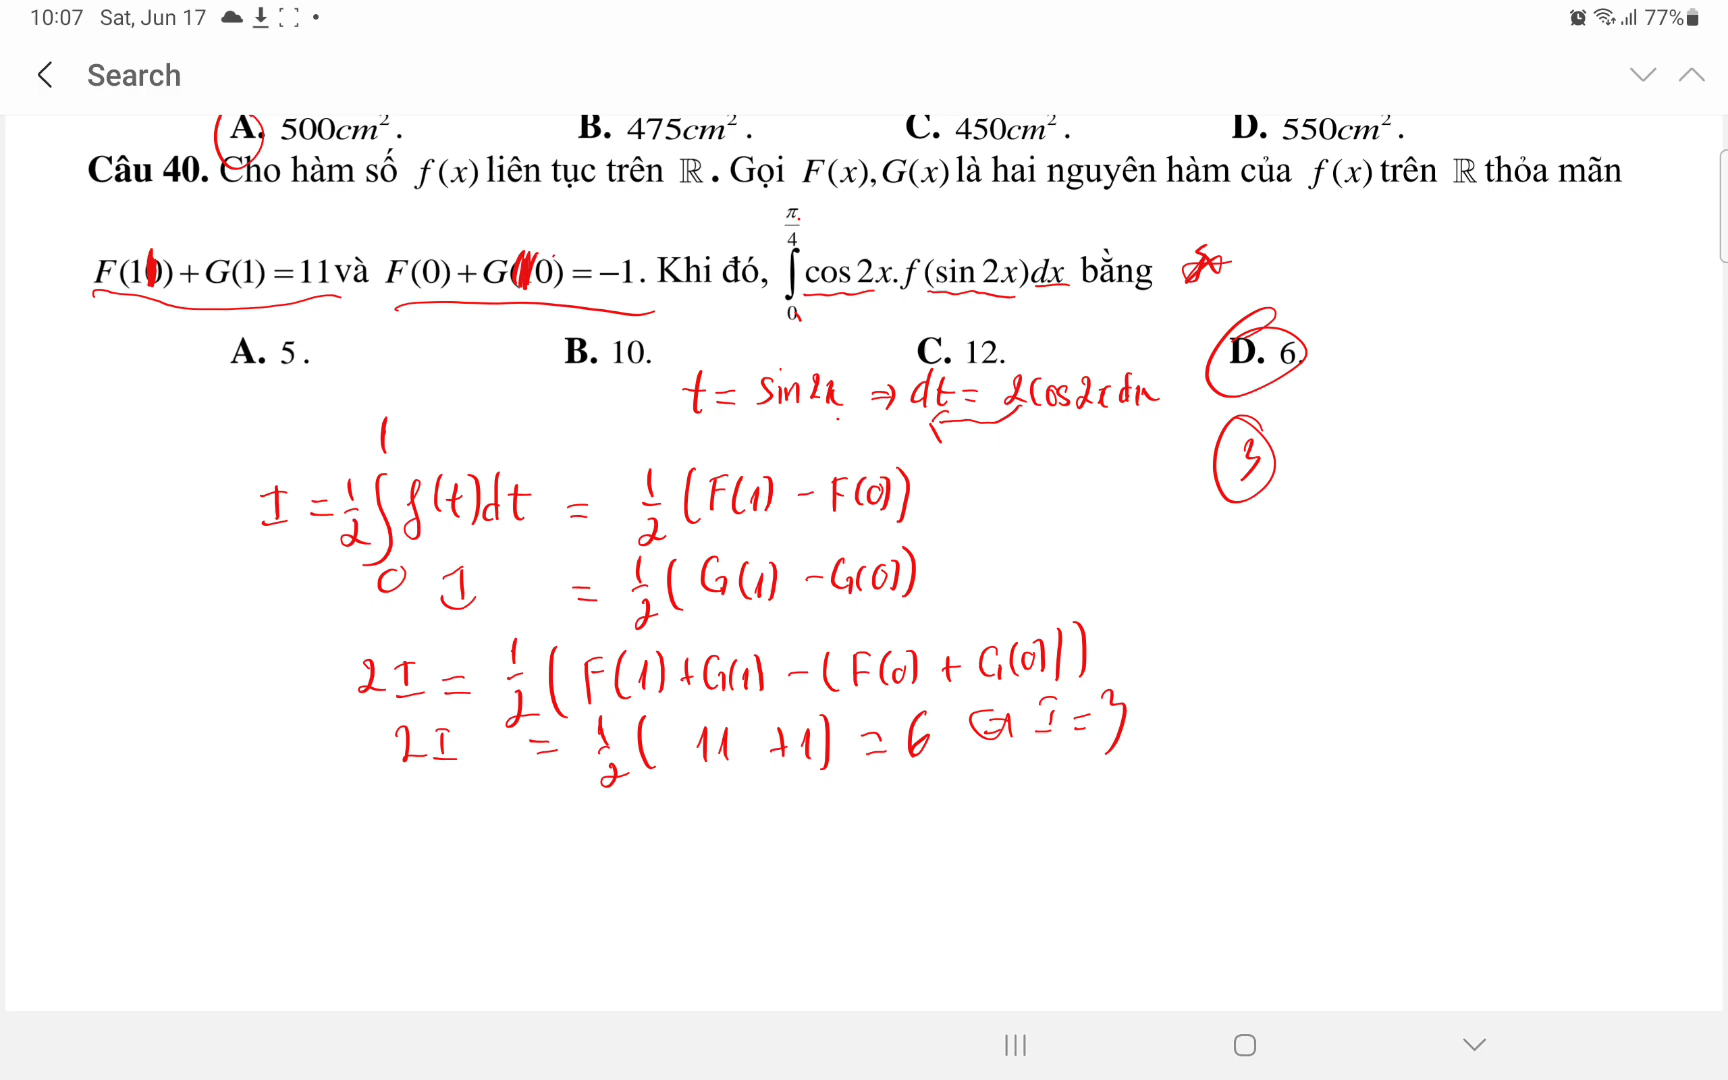 10:07 Sat, Jun 17 77%
Search
A. 500cm². B. 475cm². C. 450cm². D. 550cm².
Câu 40. Cho hàm số f(x) liên tục trên ℝ. Gọi F(x), G(x) là hai nguyên hàm của f(x) trên ℝ thỏa mãn
F(10) + G(1) = 11 và F(0) + G(10) = −1. Khi đó, ∫₀^(π/4) cos 2x. f(sin 2x)dx bằng
A. 5. B. 10. C. 12. D. 6.
t = sin2x ⇒ dt = 2cos2xdx
3
I = 1/2 ∫₀¹ f(t)dt = 1/2 (F(1) - F(0))
I = 1/2 (G(1) - G(0))
2I = 1/2 (F(1) + G(1) - (F(0) + G(0)))
2I = 1/2 (11 + 1) = 6 I = 3